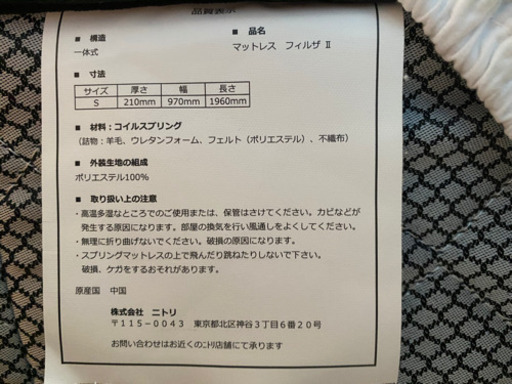 品質表示
■ 構造
一体式
■ 品名
マットレス フィルザ Ⅱ
■ 寸法
サイズ 厚さ 幅 長さ
S 210mm 970mm 1960mm
■ 材料：コイルスプリング
（詰物：羊毛、ウレタンフォーム、フェルト（ポリエステル）、不織布）
■ 外装生地の組成
ポリエステル100%
■ 取り扱い上の注意
・高温多湿なところでのご使用または、保管はさけてください。カビなどが
発生する原因になります。部屋の換気を行い風通しをよくしてください。
・無理に折り曲げないでください。破損の原因になります。
・スプリングマットレスの上で飛んだり跳ねたりしないで下さい。
破損、ケガをするおそれがあります。
原産国 中国
株式会社 ニトリ
〒115－0043 東京都北区神谷3丁目6番20号
お問い合わせはお近くのニトリ店舗にて承ります